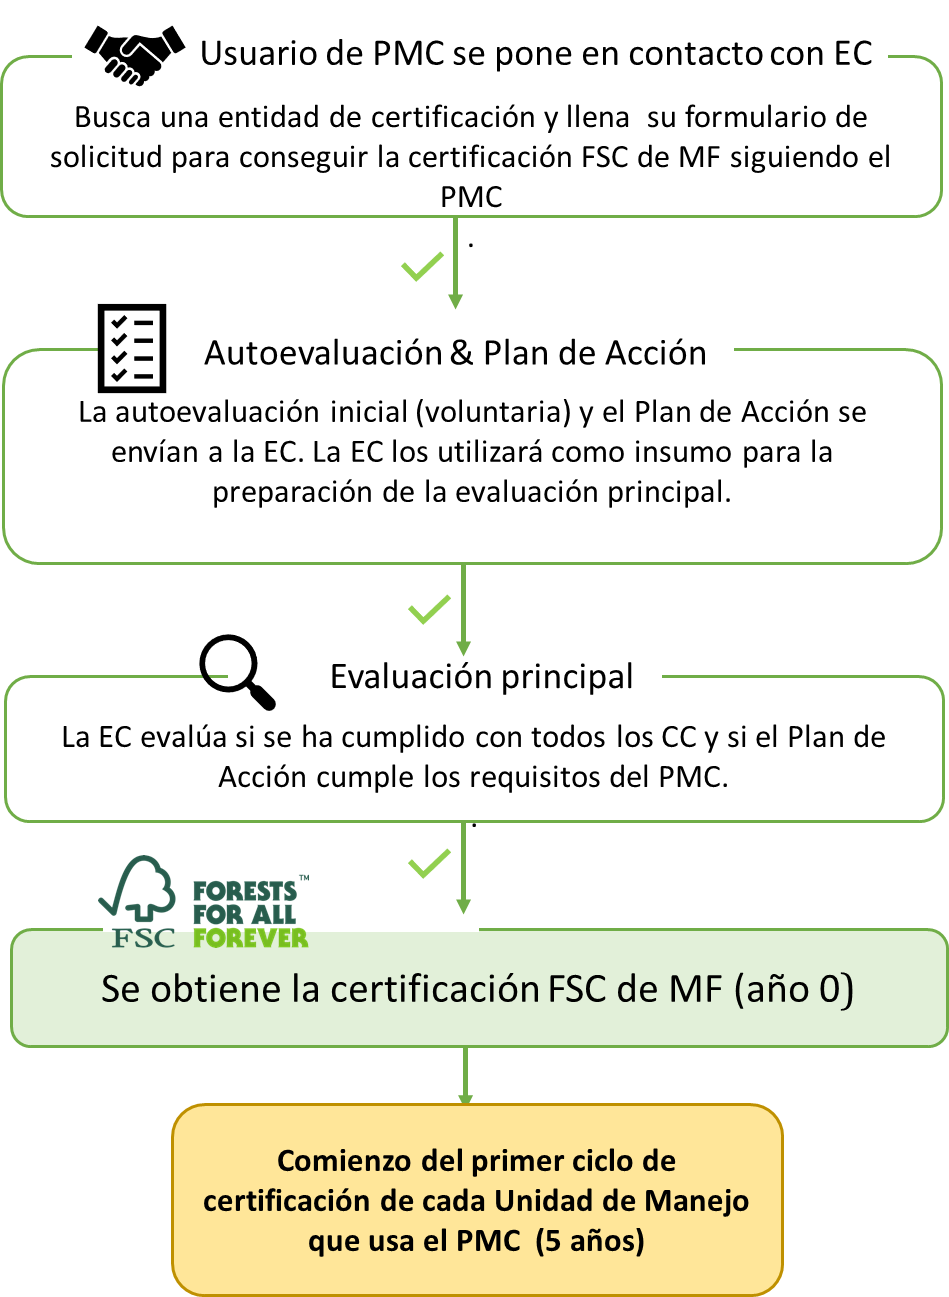 Usuario de PMC se pone en contacto con EC
Busca una entidad de certificación y llena  su formulario de
solicitud para conseguir la certificación FSC de MF siguiendo el
PMC
.
Autoevaluación & Plan de Acción
La autoevaluación inicial (voluntaria) y el Plan de Acción se
envían a la EC. La EC los utilizará como insumo para la
preparación de la evaluación principal.
Evaluación principal
La EC evalúa si se ha cumplido con todos los CC y si el Plan de
Acción cumple los requisitos del PMC.
.
FSC
FORESTS™
FOR ALL
FOREVER
Se obtiene la certificación FSC de MF (año 0)
Comienzo del primer ciclo de
certificación de cada Unidad de Manejo
que usa el PMC  (5 años)